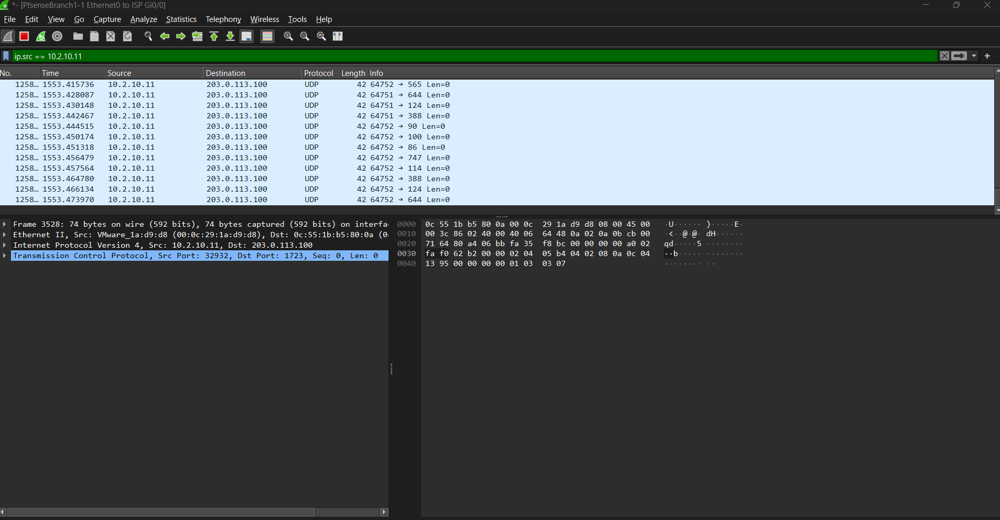 *- [PfsenseBranch1-1 Ethernet0 to ISP Gi0/0]
File Edit View Go Capture Analyze Statistics Telephony Wireless Tools Help
ip.src == 10.2.10.11
No. Time Source Destination Protocol Length Info
1258… 1553.415736 10.2.10.11 203.0.113.100 UDP 42 64752 → 565 Len=0
1258… 1553.428087 10.2.10.11 203.0.113.100 UDP 42 64751 → 644 Len=0
1258… 1553.430148 10.2.10.11 203.0.113.100 UDP 42 64751 → 124 Len=0
1258… 1553.442467 10.2.10.11 203.0.113.100 UDP 42 64751 → 388 Len=0
1258… 1553.444515 10.2.10.11 203.0.113.100 UDP 42 64752 → 90 Len=0
1258… 1553.450174 10.2.10.11 203.0.113.100 UDP 42 64752 → 100 Len=0
1258… 1553.451318 10.2.10.11 203.0.113.100 UDP 42 64752 → 86 Len=0
1258… 1553.456479 10.2.10.11 203.0.113.100 UDP 42 64752 → 747 Len=0
1258… 1553.457564 10.2.10.11 203.0.113.100 UDP 42 64752 → 114 Len=0
1258… 1553.464780 10.2.10.11 203.0.113.100 UDP 42 64752 → 388 Len=0
1258… 1553.466134 10.2.10.11 203.0.113.100 UDP 42 64752 → 124 Len=0
1258… 1553.473970 10.2.10.11 203.0.113.100 UDP 42 64752 → 644 Len=0
Frame 3528: 74 bytes on wire (592 bits), 74 bytes captured (592 bits) on interfa
Ethernet II, Src: VMware_1a:d9:d8 (00:0c:29:1a:d9:d8), Dst: 0c:55:1b:b5:80:0a (0
Internet Protocol Version 4, Src: 10.2.10.11, Dst: 203.0.113.100
Transmission Control Protocol, Src Port: 32932, Dst Port: 1723, Seq: 0, Len: 0
0000 0c 55 1b b5 80 0a 00 0c 29 1a d9 d8 08 00 45 00 ·U······ )·····E·
0010 00 3c 86 02 40 00 40 06 64 48 0a 02 0a 0b cb 00 ·<··@·@· dH······
0020 71 64 80 a4 06 bb fa 35 f8 bc 00 00 00 00 a0 02 qd·····5 ········
0030 fa f0 62 b2 00 00 02 04 05 b4 04 02 08 0a 0c 04 ··b····· ········
0040 13 95 00 00 00 00 01 03 03 07 ········ ··